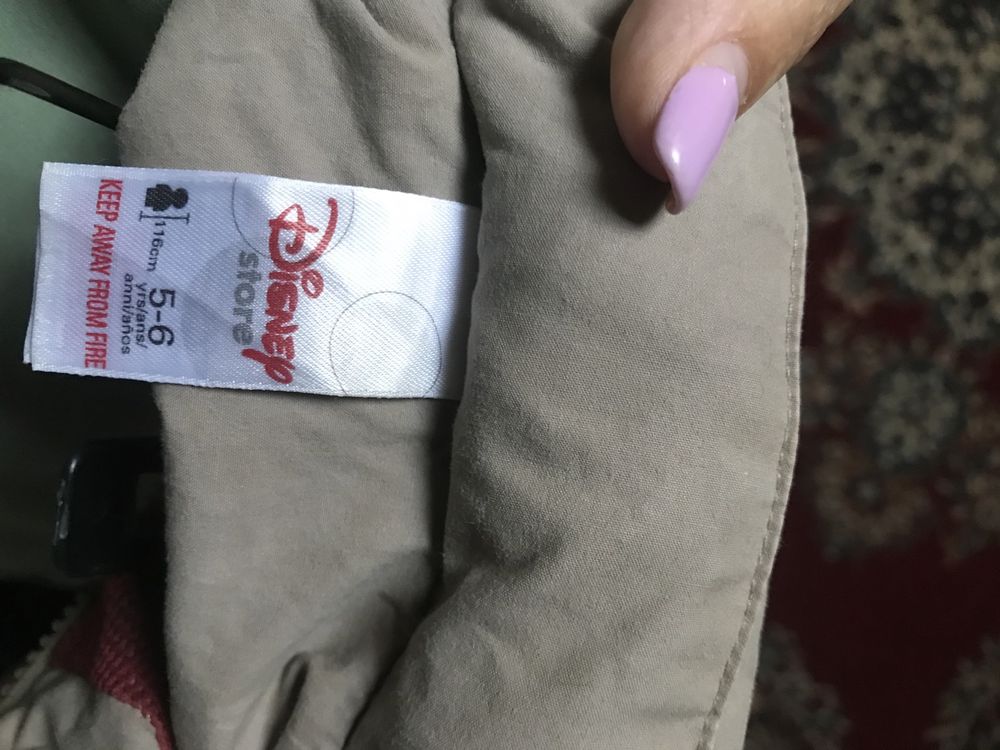 Disney
store
[116cm 5-6
yrs/ans/
anni/años
KEEP AWAY FROM FIRE